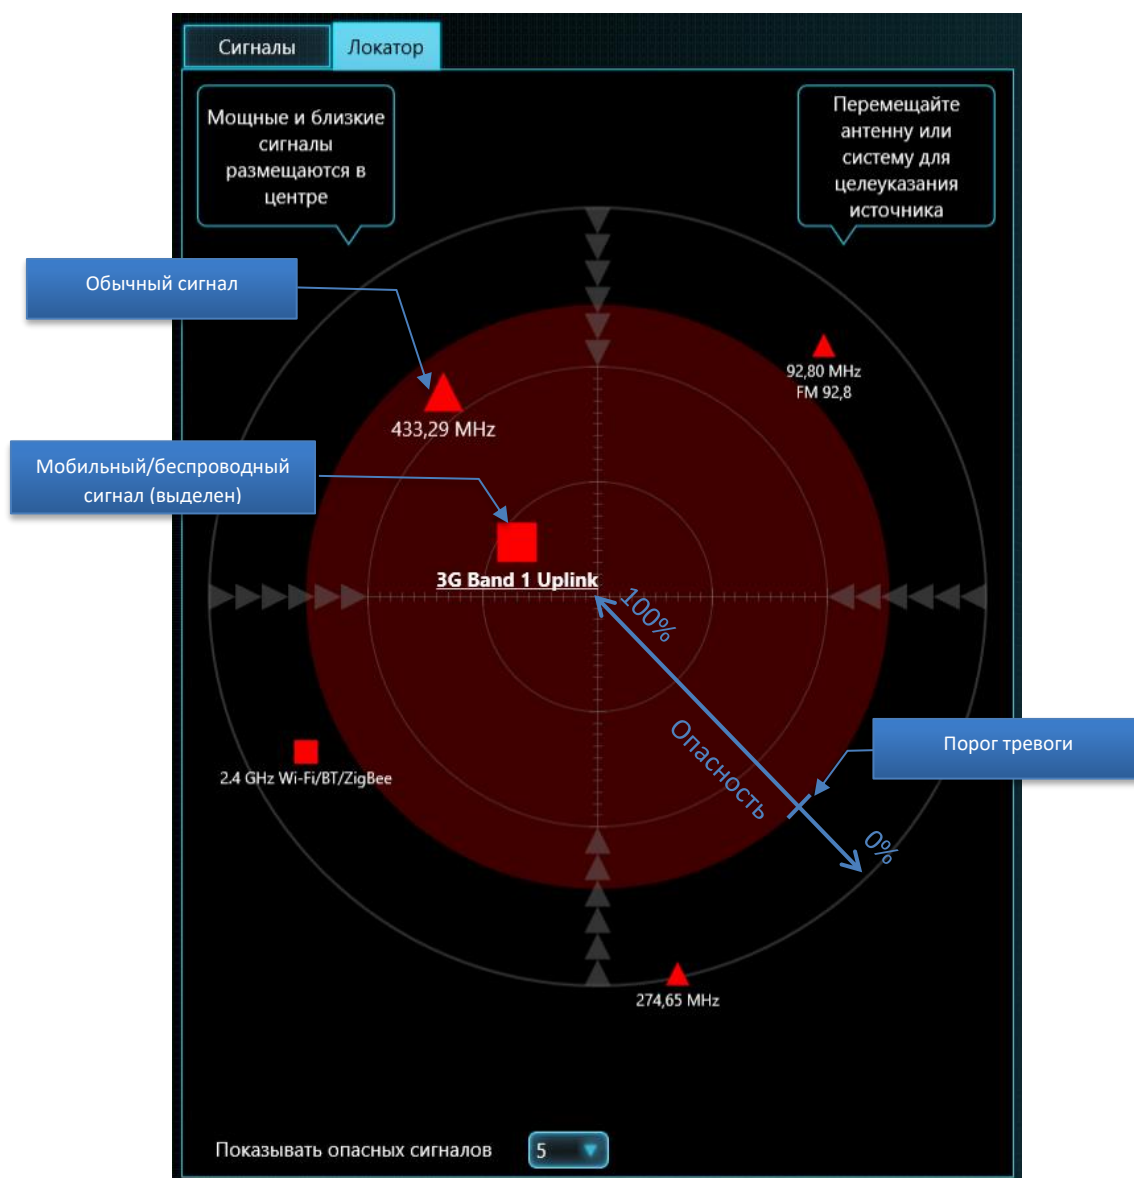 Сигналы
Локатор
Мощные и близкие
сигналы
размещаются в
центре
Перемещайте
антенну или
систему для
целеуказания
источника
Обычный сигнал
92,80 MHz
FM 92,8
433,29 MHz
Мобильный/беспроводный
сигнал (выделен)
3G Band 1 Uplink
100%
Опасность
Порог тревоги
2.4 GHz Wi-Fi/BT/ZigBee
0%
274,65 MHz
Показывать опасных сигналов
5